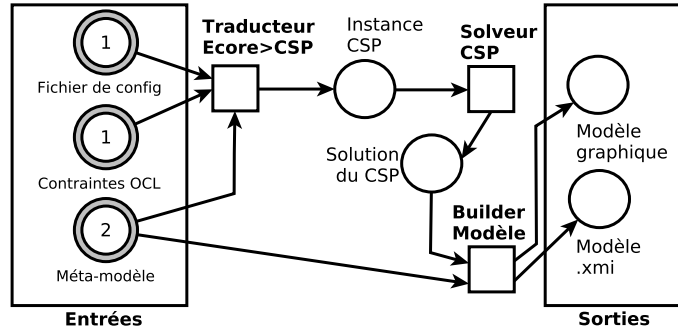 1
Fichier de config
1
Contraintes OCL
2
Méta-modèle
Entrées
Traducteur
Ecore>CSP
Instance
CSP
Solveur
CSP
Solution
du CSP
Builder
Modèle
Modèle
graphique
Modèle
.xmi
Sorties